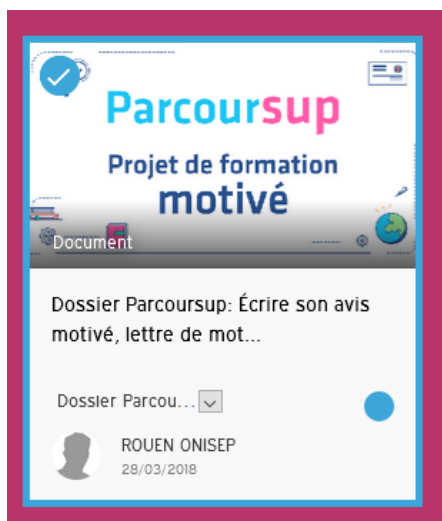 Parcoursup
Projet de formation
motivé
Document
Dossier Parcoursup: Écrire son avis
motivé, lettre de mot...
Dossier Parcou...
ROUEN ONISEP
28/03/2018